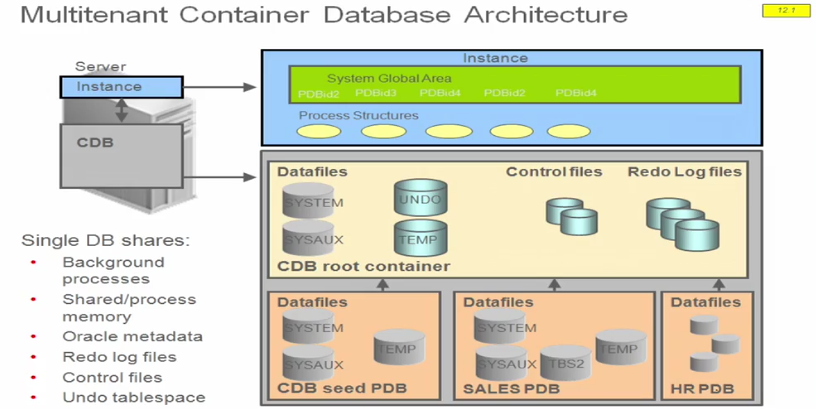 Multitenant Container Database Architecture
12.1
Server
Instance
CDB
Single DB shares:
• Background
processes
• Shared/process
memory
• Oracle metadata
• Redo log files
• Control files
• Undo tablespace
Instance
System Global Area
PDBid2 PDBid3 PDBid4 PDBid2 PDBid4
Process Structures
Datafiles
Control files
Redo Log files
SYSTEM
UNDO
SYSAUX
TEMP
CDB root container
Datafiles
SYSTEM
TEMP
SYSAUX
CDB seed PDB
Datafiles
SYSTEM
TEMP
SYSAUX
TBS2
SALES PDB
Datafiles
HR PDB